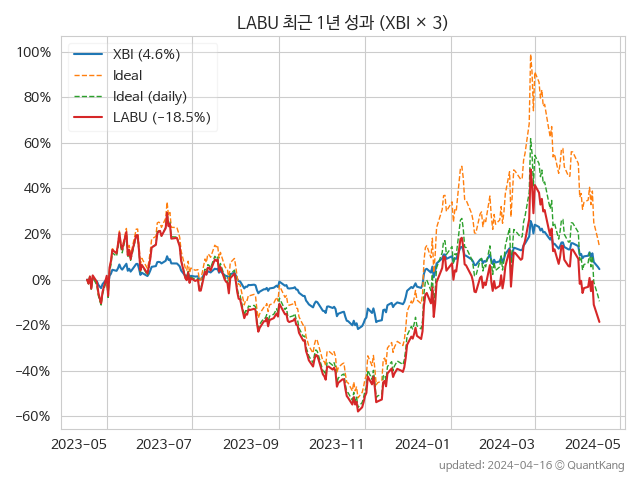 LABU 최근 1년 성과 (XBI × 3)
XBI (4.6%)
Ideal
Ideal (daily)
LABU (−18.5%)
100%
80%
60%
40%
20%
0%
−20%
−40%
−60%
2023-05 2023-07 2023-09 2023-11 2024-01 2024-03 2024-05
updated: 2024-04-16 © QuantKang